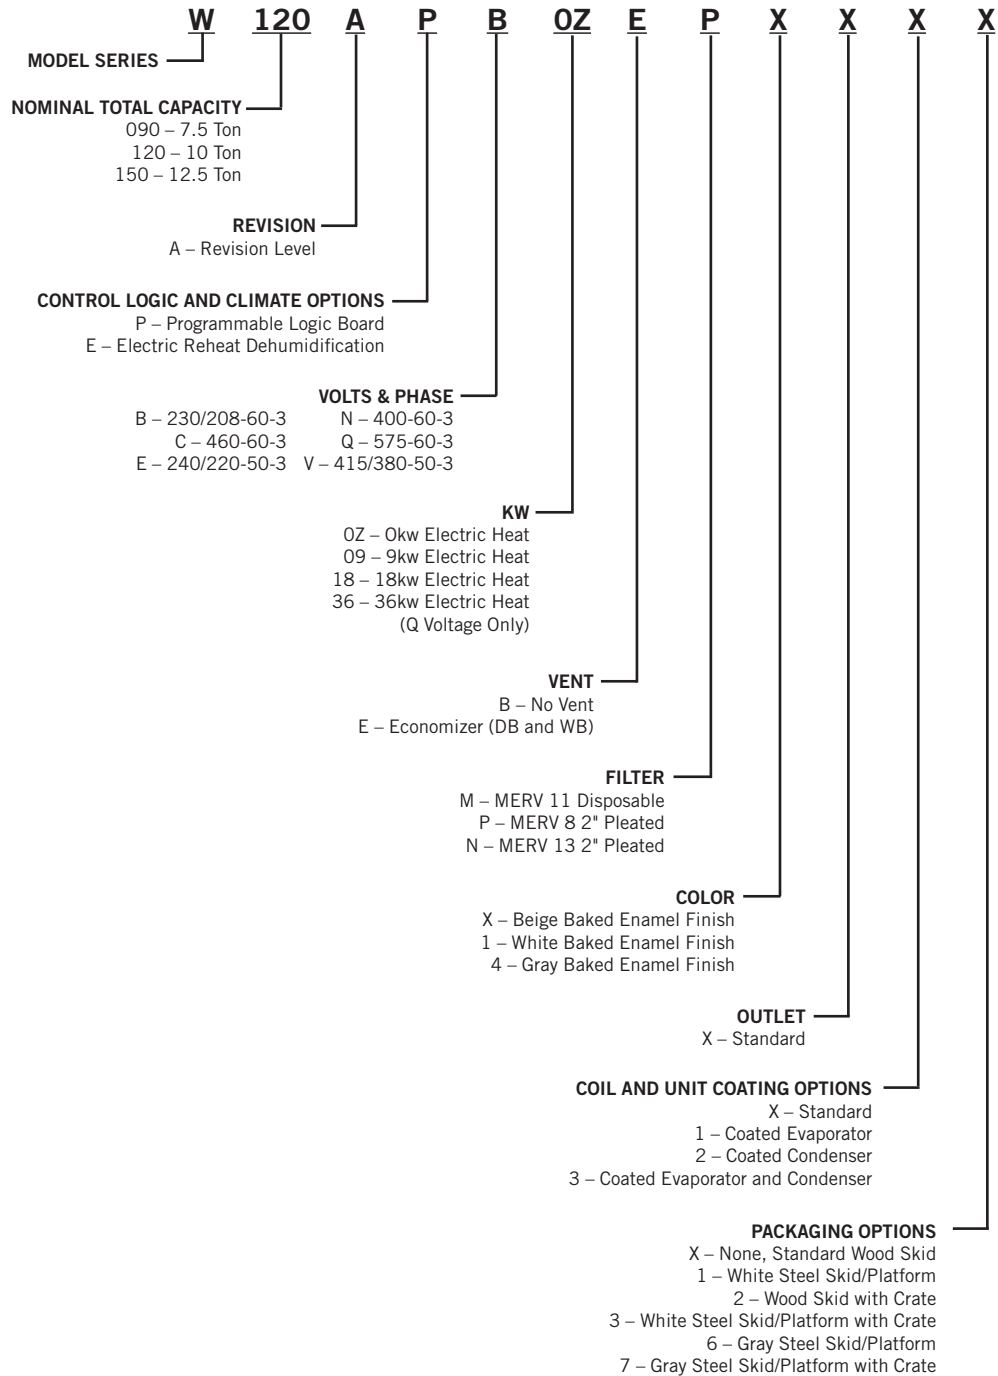 W 120 A P B 0Z E P X X X X
MODEL SERIES
NOMINAL TOTAL CAPACITY
090 – 7.5 Ton
120 – 10 Ton
150 – 12.5 Ton
REVISION
A – Revision Level
CONTROL LOGIC AND CLIMATE OPTIONS
P – Programmable Logic Board
E – Electric Reheat Dehumidification
VOLTS & PHASE
B – 230/208-60-3 N – 400-60-3
C – 460-60-3 Q – 575-60-3
E – 240/220-50-3 V – 415/380-50-3
KW
0Z – 0kw Electric Heat
09 – 9kw Electric Heat
18 – 18kw Electric Heat
36 – 36kw Electric Heat
(Q Voltage Only)
VENT
B – No Vent
E – Economizer (DB and WB)
FILTER
M – MERV 11 Disposable
P – MERV 8 2" Pleated
N – MERV 13 2" Pleated
COLOR
X – Beige Baked Enamel Finish
1 – White Baked Enamel Finish
4 – Gray Baked Enamel Finish
OUTLET
X – Standard
COIL AND UNIT COATING OPTIONS
X – Standard
1 – Coated Evaporator
2 – Coated Condenser
3 – Coated Evaporator and Condenser
PACKAGING OPTIONS
X – None, Standard Wood Skid
1 – White Steel Skid/Platform
2 – Wood Skid with Crate
3 – White Steel Skid/Platform with Crate
6 – Gray Steel Skid/Platform
7 – Gray Steel Skid/Platform with Crate